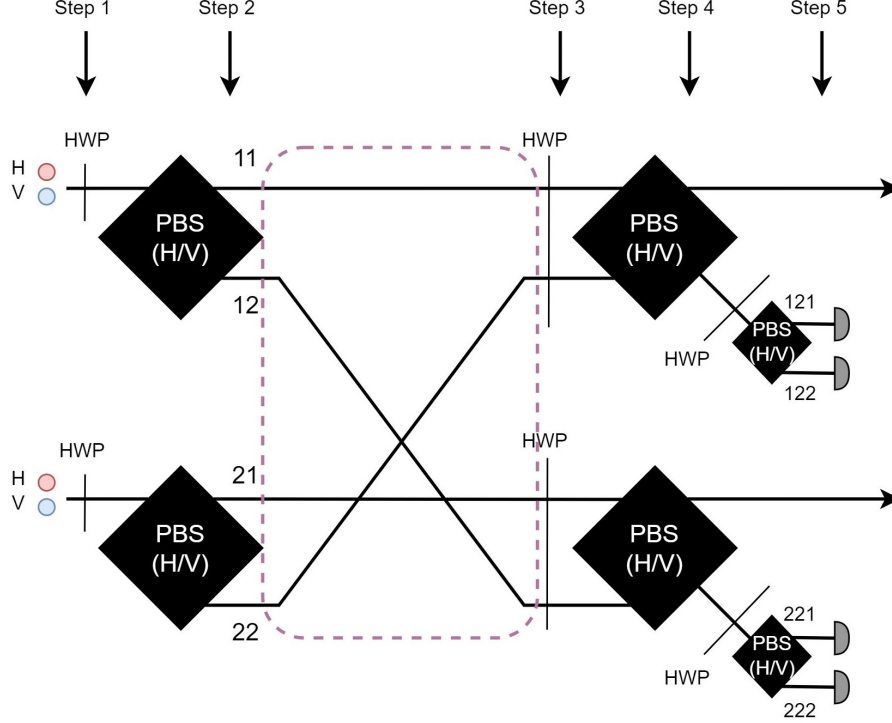 Step 1
Step 2
Step 3
Step 4
Step 5
HWP
11
HWP
H
V
PBS
(H/V)
PBS
(H/V)
12
121
PBS
(H/V)
HWP
122
HWP
21
HWP
H
V
PBS
(H/V)
PBS
(H/V)
22
221
PBS
(H/V)
HWP
222